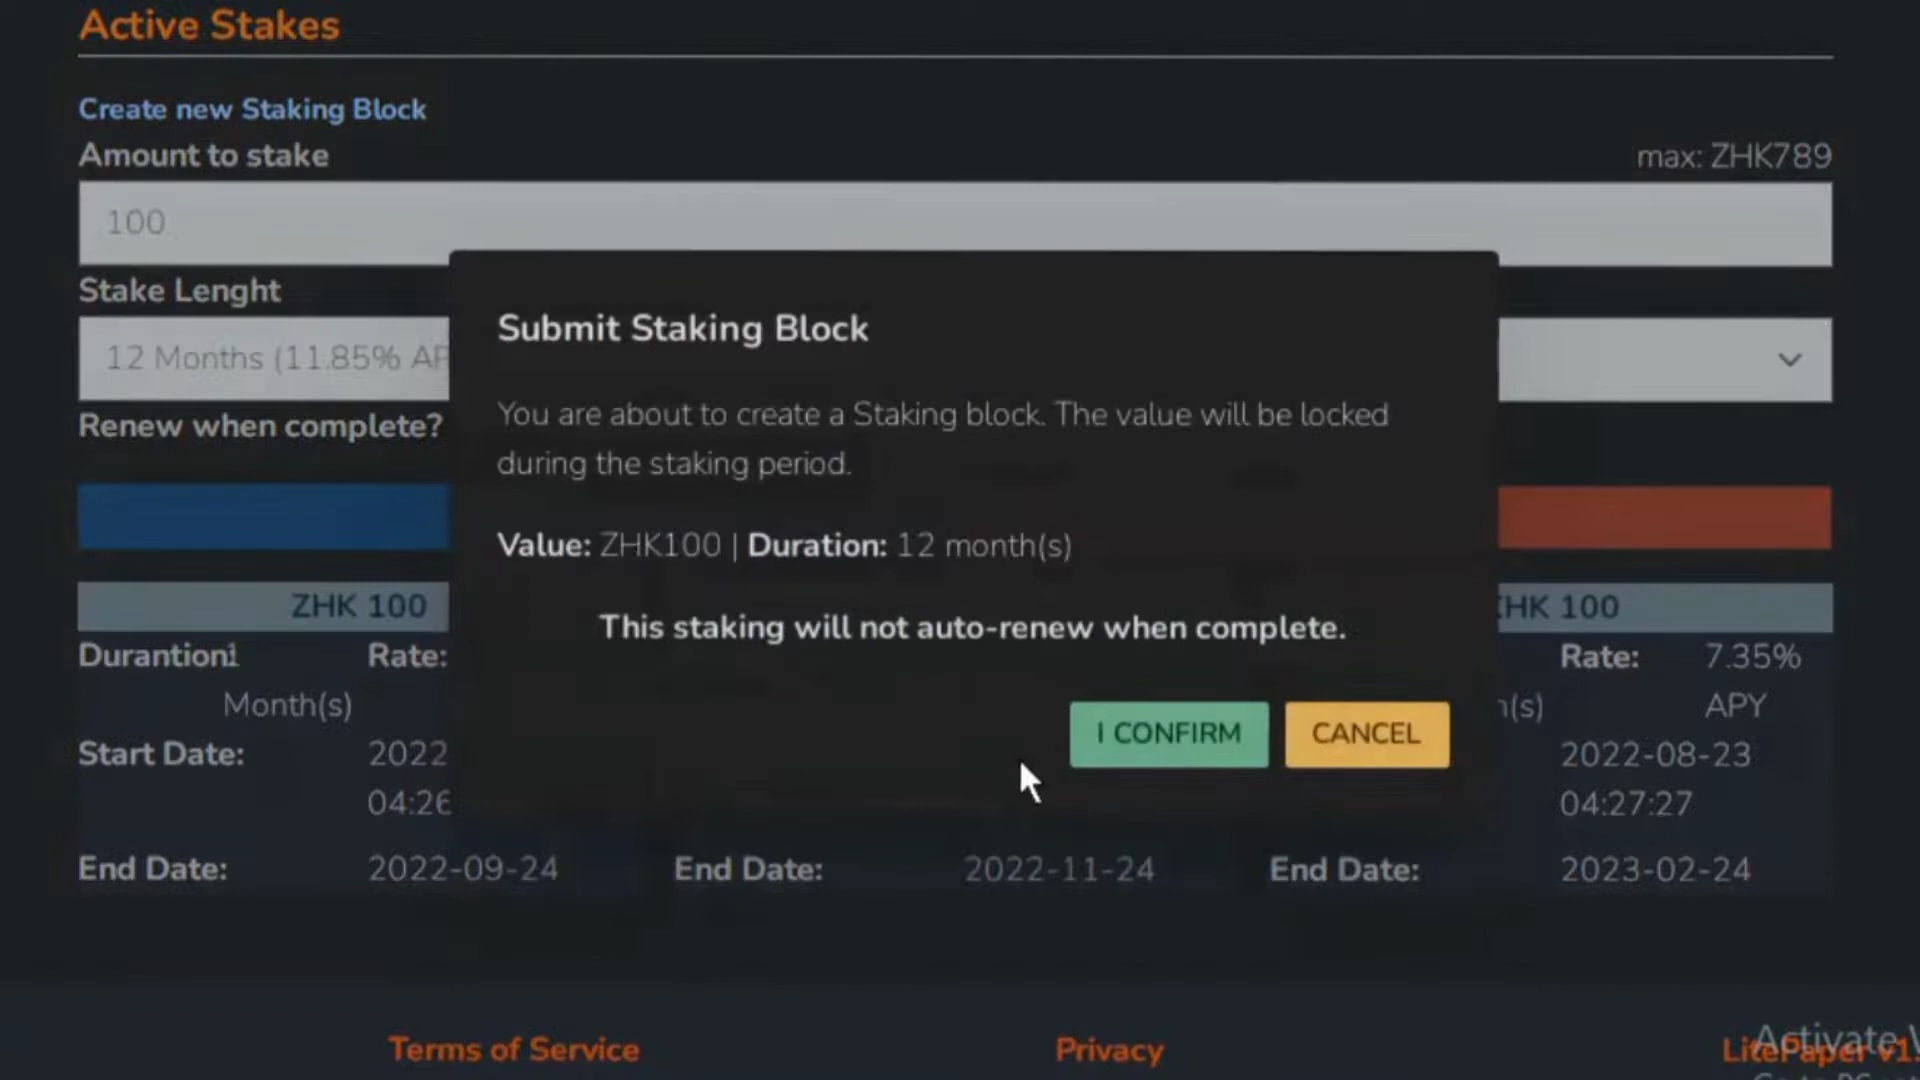 Active Stakes
Create new Staking Block
Amount to stake
max: ZHK789
100
Stake Lenght
12 Months (11.85% AP
Renew when complete?
Submit Staking Block
You are about to create a Staking block. The value will be locked
during the staking period.
Value: ZHK100 | Duration: 12 month(s)
This staking will not auto-renew when complete.
I CONFIRM
CANCEL
ZHK 100
HK 100
Durantion:
Rate:
Month(s)
Rate: 7.35%
(s)
APY
Start Date:
2022
04:26
2022-08-23
04:27:27
End Date: 2022-09-24
End Date: 2022-11-24
End Date: 2023-02-24
Terms of Service
Privacy
LitePaper v1.
Activate